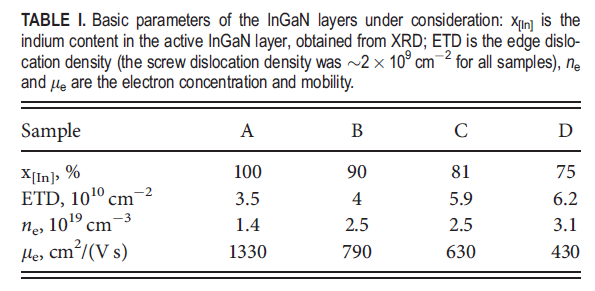 TABLE I. Basic parameters of the InGaN layers under consideration: x[In] is the
indium content in the active InGaN layer, obtained from XRD; ETD is the edge dislo-
cation density (the screw dislocation density was ~2 × 10⁹ cm⁻² for all samples), nₑ
and μₑ are the electron concentration and mobility.
Sample A B C D
x[In], % 100 90 81 75
ETD, 10¹⁰ cm⁻² 3.5 4 5.9 6.2
nₑ, 10¹⁹ cm⁻³ 1.4 2.5 2.5 3.1
μₑ, cm²/(V s) 1330 790 630 430